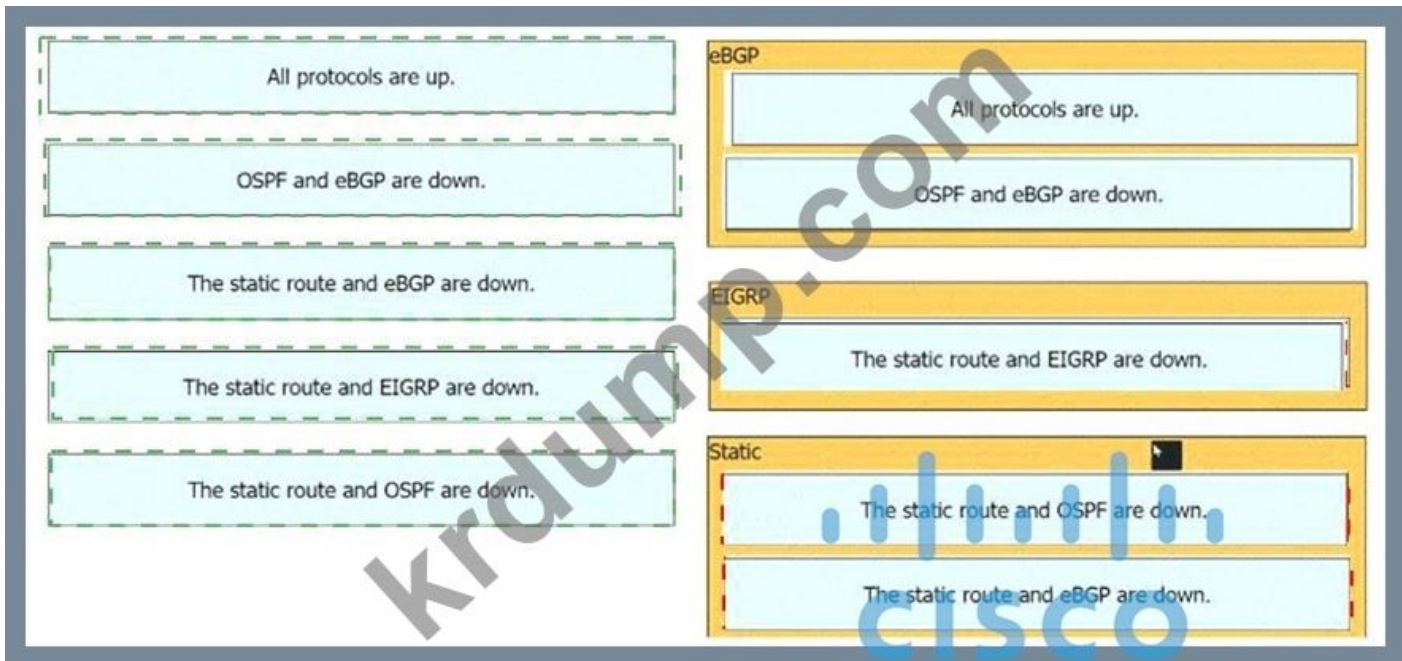 All protocols are up.
OSPF and eBGP are down.
The static route and eBGP are down.
The static route and EIGRP are down.
The static route and OSPF are down.
eBGP
All protocols are up.
OSPF and eBGP are down.
EIGRP
The static route and EIGRP are down.
Static
The static route and OSPF are down.
The static route and eBGP are down.
krdump.com
cisco